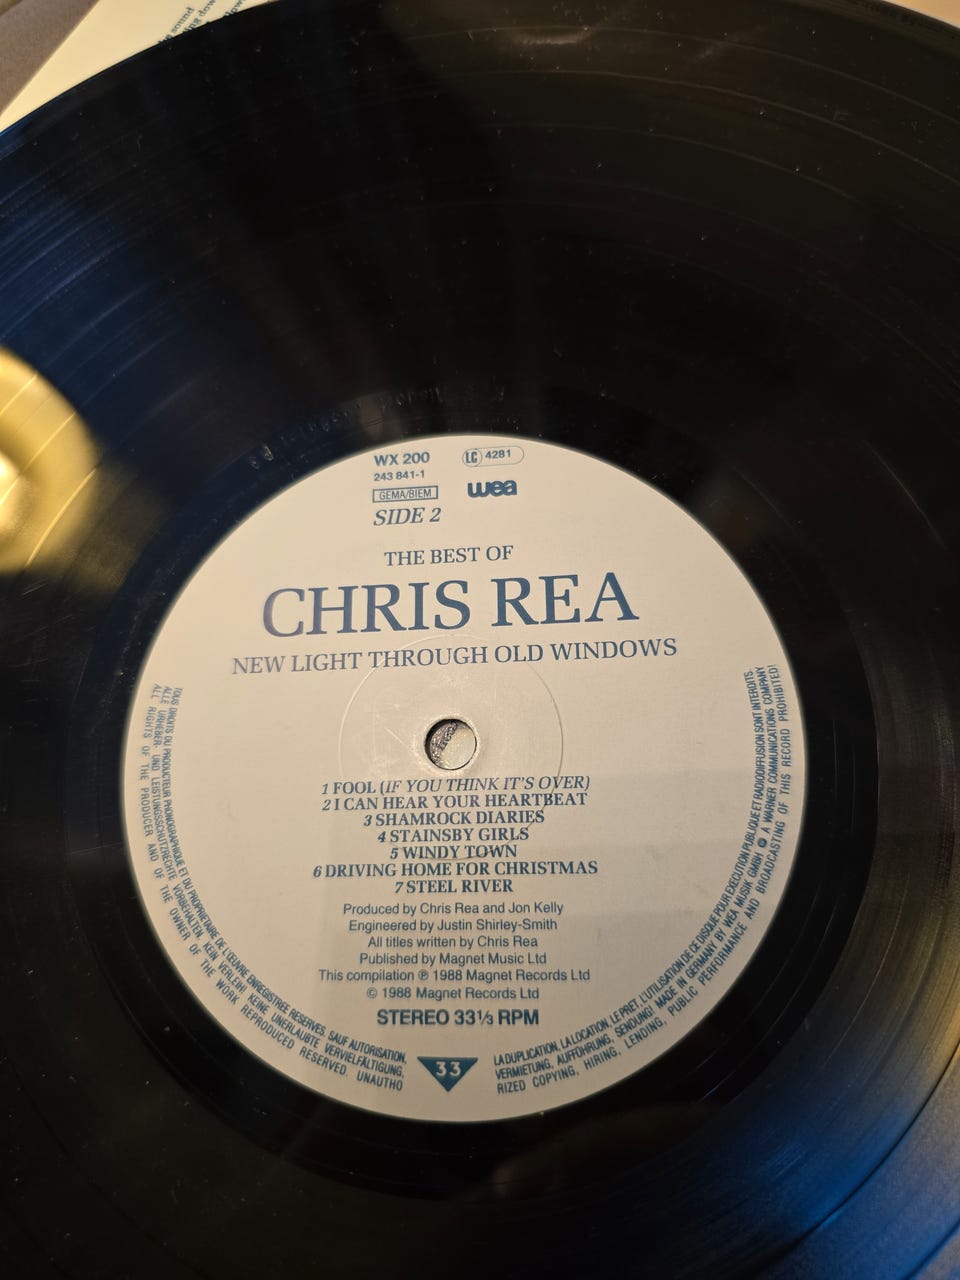 sound
WX 200
LC 4281
243 841-1
GEMA/BIEM
wea
SIDE 2
THE BEST OF
CHRIS REA
NEW LIGHT THROUGH OLD WINDOWS
1 FOOL (IF YOU THINK IT'S OVER)
2 I CAN HEAR YOUR HEARTBEAT
3 SHAMROCK DIARIES
4 STAINSBY GIRLS
5 WINDY TOWN
6 DRIVING HOME FOR CHRISTMAS
7 STEEL RIVER
Produced by Chris Rea and Jon Kelly
Engineered by Justin Shirley-Smith
All titles written by Chris Rea
Published by Magnet Music Ltd
This compilation ℗ 1988 Magnet Records Ltd
© 1988 Magnet Records Ltd
STEREO 33⅓ RPM
33
TOUS DROITS DU PRODUCTEUR PHONOGRAPHIQUE ET DU PROPRIETAIRE DE L'ŒUVRE ENREGISTREE RESERVES. SAUF AUTORISATION, LA DUPLICATION, LA LOCATION, LE PRET, L'UTILISATION DE CE DISQUE POUR EXECUTION PUBLIQUE ET RADIODIFFUSION SONT INTERDITS.
ALLE URHEBER- UND LEISTUNGSSCHUTZRECHTE VORBEHALTEN. KEIN VERLEIH! KEINE UNERLAUBTE VERVIELFÄLTIGUNG, VERMIETUNG, AUFFÜHRUNG, SENDUNG! MADE IN GERMANY BY WEA MUSIK GMBH A WARNER COMMUNICATIONS COMPANY
ALL RIGHTS OF THE PRODUCER AND OF THE OWNER OF THE WORK REPRODUCED RESERVED. UNAUTHORIZED COPYING, HIRING, LENDING, PUBLIC PERFORMANCE AND BROADCASTING OF THIS RECORD PROHIBITED!